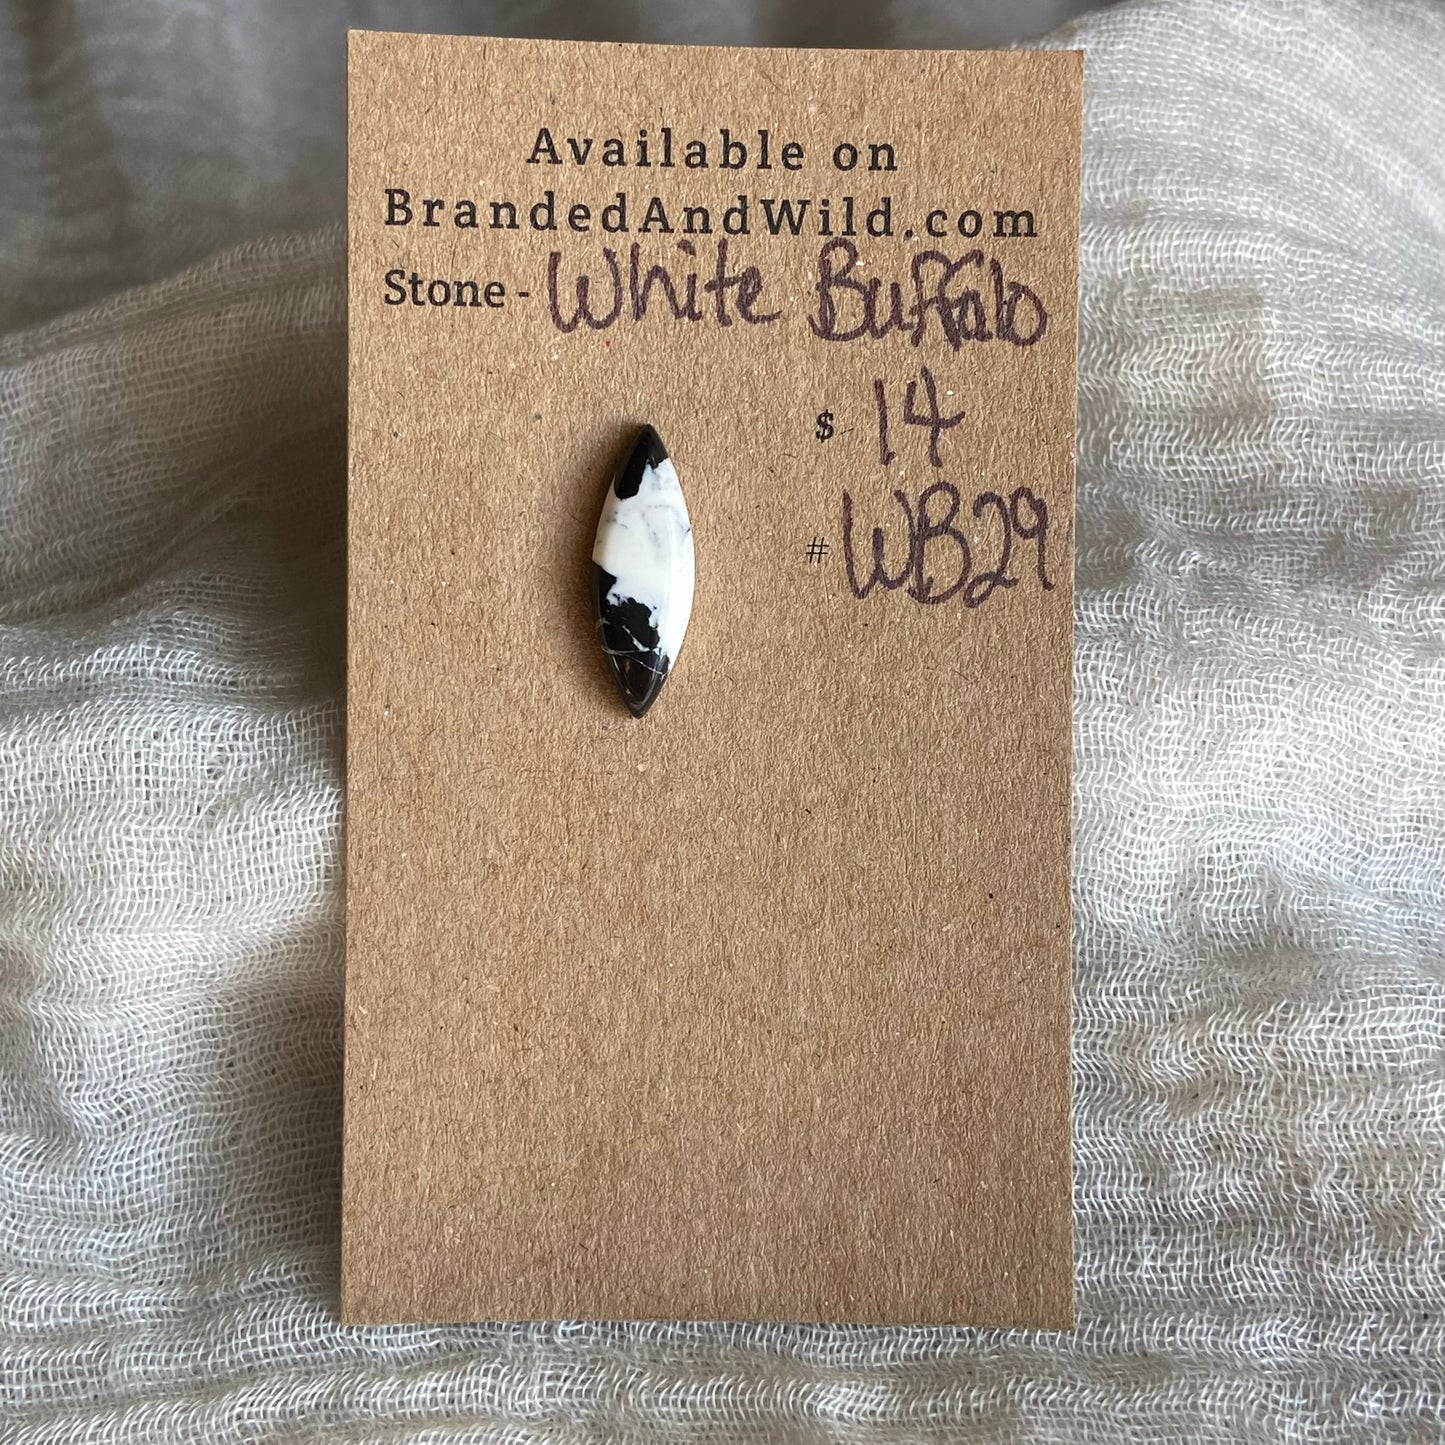 Available on
BrandedAndWild.com
Stone - White Buffalo
$ 14
# WB29